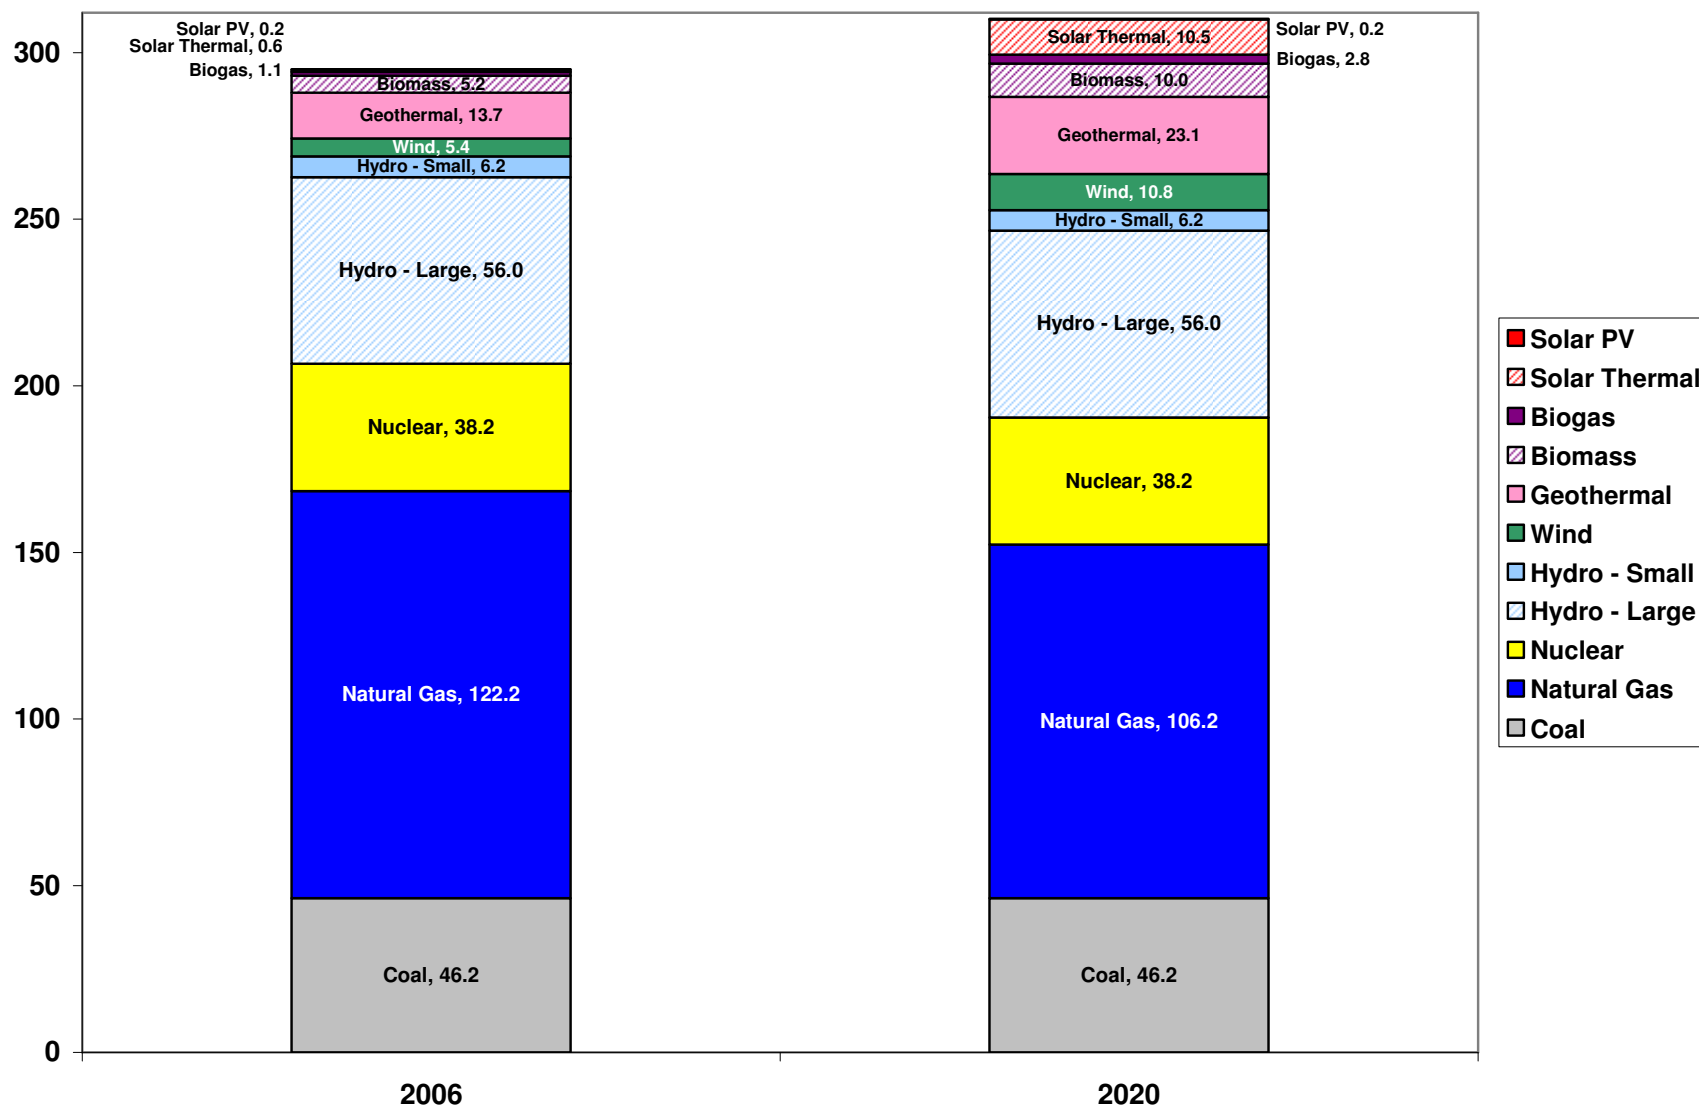 Solar PV, 0.2
Solar Thermal, 0.6
Biogas, 1.1
Biomass, 5.2
Geothermal, 13.7
Wind, 5.4
Hydro - Small, 6.2
Hydro - Large, 56.0
Nuclear, 38.2
Natural Gas, 122.2
Coal, 46.2
Solar Thermal, 10.5
Solar PV, 0.2
Biogas, 2.8
Biomass, 10.0
Geothermal, 23.1
Wind, 10.8
Hydro - Small, 6.2
Hydro - Large, 56.0
Nuclear, 38.2
Natural Gas, 106.2
Coal, 46.2
300
250
200
150
100
50
0
2006
2020
Solar PV
Solar Thermal
Biogas
Biomass
Geothermal
Wind
Hydro - Small
Hydro - Large
Nuclear
Natural Gas
Coal